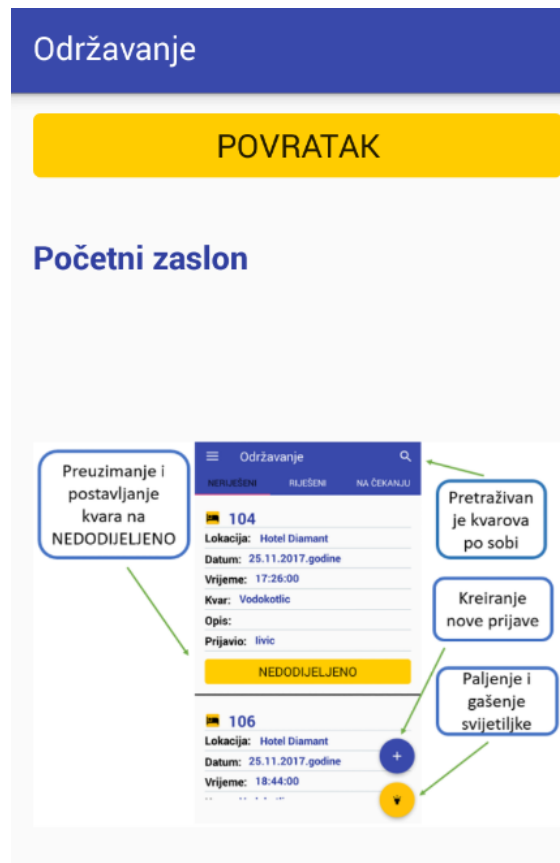 Održavanje
POVRATAK
Početni zaslon
Preuzimanje i
postavljanje
kvara na
NEDODIJELJENO
Održavanje
NERIJEŠENI
RIJEŠENI
NA ČEKANJU
104
Lokacija: Hotel Diamant
Datum: 25.11.2017.godine
Vrijeme: 17:26:00
Kvar: Vodokotlic
Opis:
Prijavio: livic
NEDODIJELJENO
106
Lokacija: Hotel Diamant
Datum: 25.11.2017.godine
Vrijeme: 18:44:00
Pretraživan
je kvarova
po sobi
Kreiranje
nove prijave
+
Paljenje i
gašenje
svijetiljke